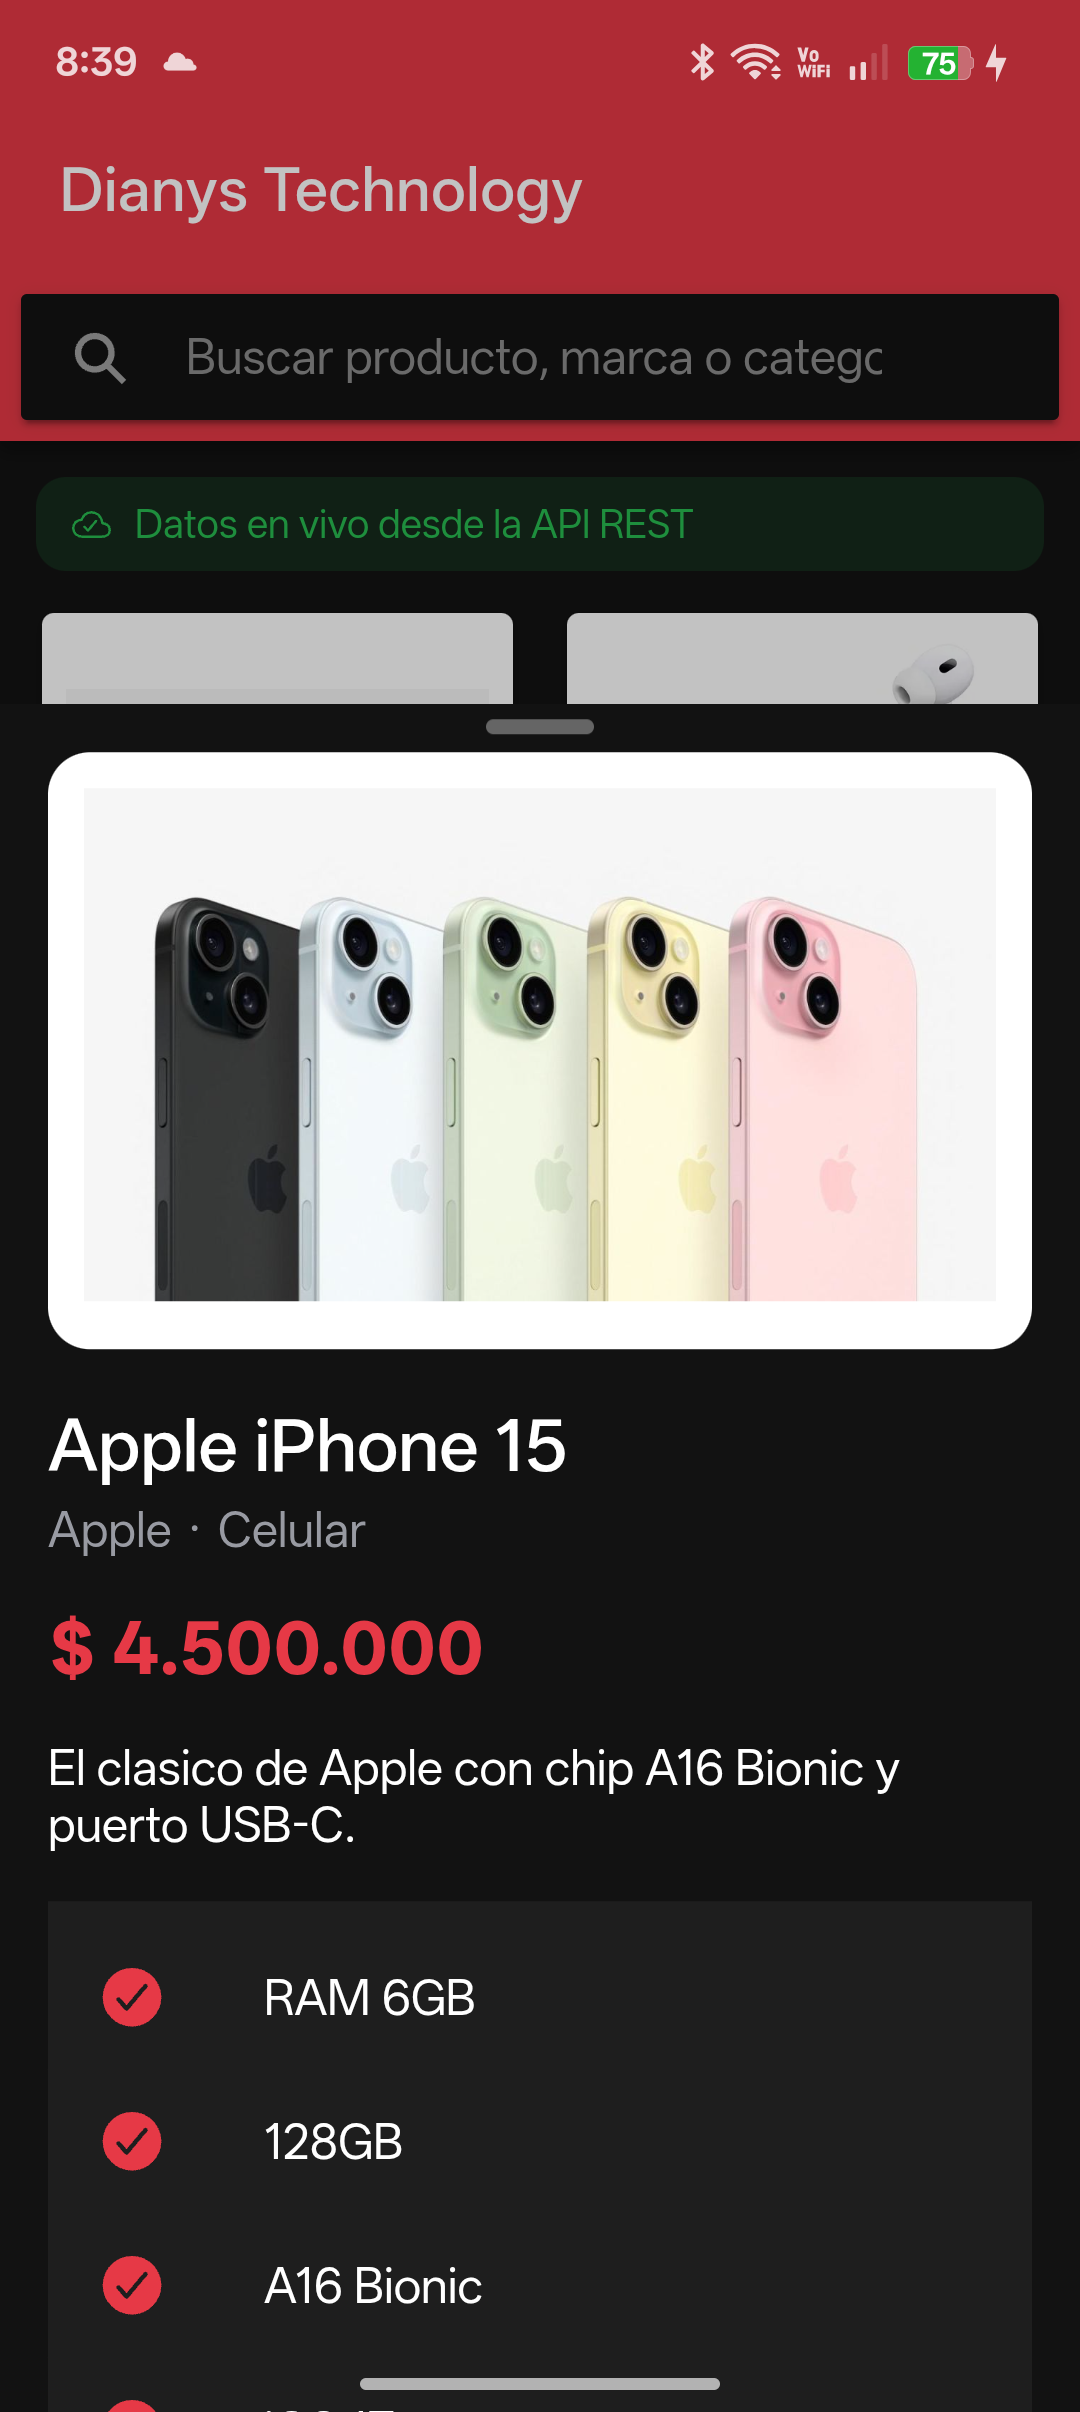 8:39
Vo
WiFi
75
Dianys Technology
Buscar producto, marca o catego
Datos en vivo desde la API REST
Apple iPhone 15
Apple · Celular
$ 4.500.000
El clasico de Apple con chip A16 Bionic y
puerto USB-C.
RAM 6GB
128GB
A16 Bionic